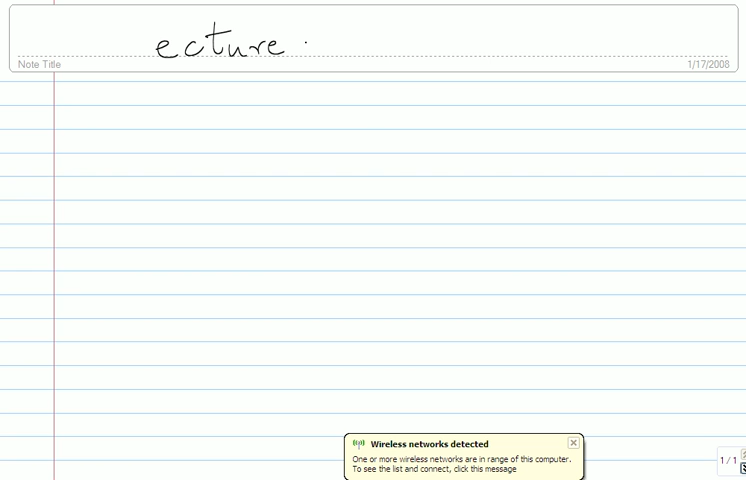 ecture
Note Title
1/17/2008
Wireless networks detected
One or more wireless networks are in range of this computer.
To see the list and connect, click this message
1 / 1